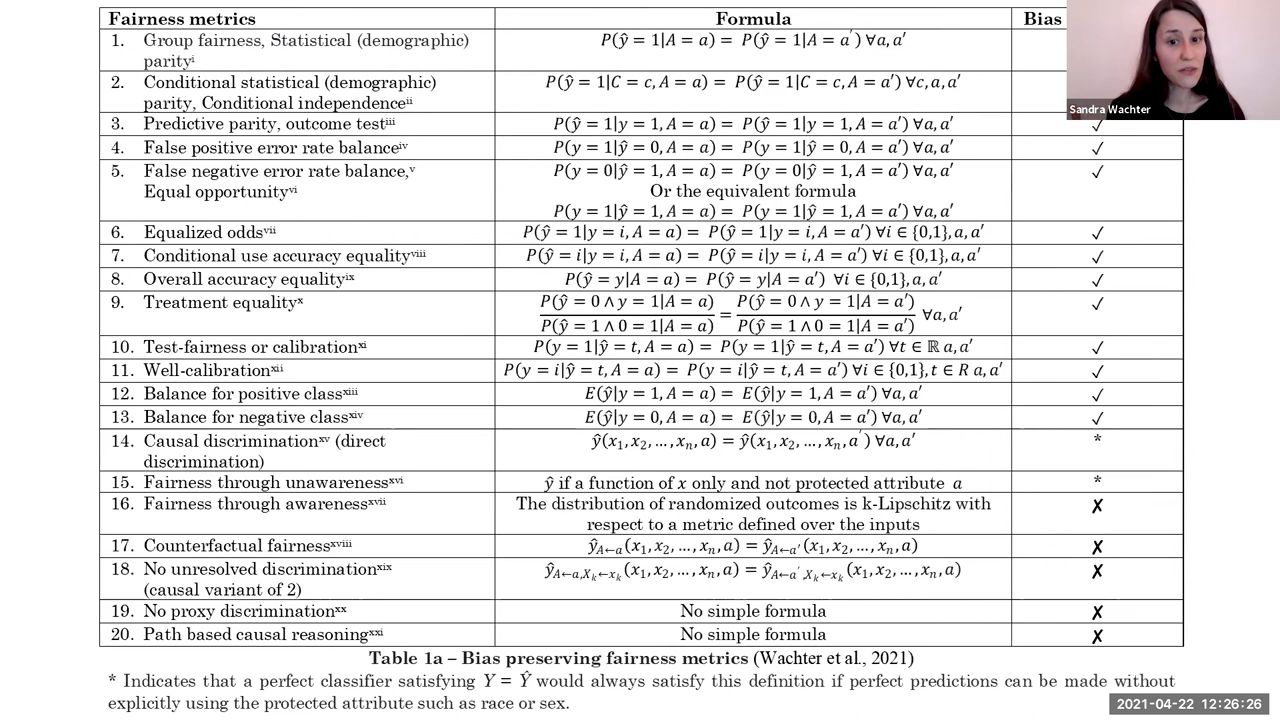 Fairness metrics Formula Bias
1. Group fairness, Statistical (demographic) parityⁱ P(ŷ = 1|A = a) = P(ŷ = 1|A = a′) ∀a, a′
2. Conditional statistical (demographic) parity, Conditional independenceⁱⁱ P(ŷ = 1|C = c, A = a) = P(ŷ = 1|C = c, A = a′) ∀c, a, a′
3. Predictive parity, outcome testⁱⁱⁱ P(ŷ = 1|y = 1, A = a) = P(ŷ = 1|y = 1, A = a′) ∀a, a′ ✓
4. False positive error rate balanceⁱᵛ P(y = 1|ŷ = 0, A = a) = P(y = 1|ŷ = 0, A = a′) ∀a, a′ ✓
5. False negative error rate balance,ᵛ P(y = 0|ŷ = 1, A = a) = P(y = 0|ŷ = 1, A = a′) ∀a, a′ ✓
Equal opportunityᵛⁱ Or the equivalent formula
P(y = 1|ŷ = 1, A = a) = P(y = 1|ŷ = 1, A = a′) ∀a, a′
6. Equalized oddsᵛⁱⁱ P(ŷ = 1|y = i, A = a) = P(ŷ = 1|y = i, A = a′) ∀i ∈ {0,1}, a, a′ ✓
7. Conditional use accuracy equalityᵛⁱⁱⁱ P(ŷ = i|y = i, A = a) = P(ŷ = i|y = i, A = a′) ∀i ∈ {0,1}, a, a′ ✓
8. Overall accuracy equalityⁱˣ P(ŷ = y|A = a) = P(ŷ = y|A = a′) ∀i ∈ {0,1}, a, a′ ✓
9. Treatment equalityˣ P(ŷ = 0 ∧ y = 1|A = a) / P(ŷ = 1 ∧ 0 = 1|A = a) = P(ŷ = 0 ∧ y = 1|A = a′) / P(ŷ = 1 ∧ 0 = 1|A = a′) ∀a, a′ ✓
10. Test-fairness or calibrationˣⁱ P(y = 1|ŷ = t, A = a) = P(y = 1|ŷ = t, A = a′) ∀t ∈ ℝ a, a′ ✓
11. Well-calibrationˣⁱⁱ P(y = i|ŷ = t, A = a) = P(y = i|ŷ = t, A = a′) ∀i ∈ {0,1}, t ∈ R a, a′ ✓
12. Balance for positive classˣⁱⁱⁱ E(ŷ|y = 1, A = a) = E(ŷ|y = 1, A = a′) ∀a, a′ ✓
13. Balance for negative classˣⁱᵛ E(ŷ|y = 0, A = a) = E(ŷ|y = 0, A = a′) ∀a, a′ ✓
14. Causal discriminationˣᵛ (direct discrimination) ŷ(x₁, x₂, …, xₙ, a) = ŷ(x₁, x₂, …, xₙ, a′) ∀a, a′ *
15. Fairness through unawarenessˣᵛⁱ ŷ if a function of x only and not protected attribute a *
16. Fairness through awarenessˣᵛⁱⁱ The distribution of randomized outcomes is k-Lipschitz with ✗
respect to a metric defined over the inputs
17. Counterfactual fairnessˣᵛⁱⁱⁱ ŷ_{A←a}(x₁, x₂, …, xₙ, a) = ŷ_{A←a′}(x₁, x₂, …, xₙ, a) ✗
18. No unresolved discriminationˣⁱˣ (causal variant of 2) ŷ_{A←a,Xₖ←xₖ}(x₁, x₂, …, xₙ, a) = ŷ_{A←a′,Xₖ←xₖ}(x₁, x₂, …, xₙ, a) ✗
19. No proxy discriminationˣˣ No simple formula ✗
20. Path based causal reasoningˣˣⁱ No simple formula ✗
Table 1a – Bias preserving fairness metrics (Wachter et al., 2021)
* Indicates that a perfect classifier satisfying Y = Ŷ would always satisfy this definition if perfect predictions can be made without
explicitly using the protected attribute such as race or sex.
Sandra Wachter
2021-04-22 12:26:26